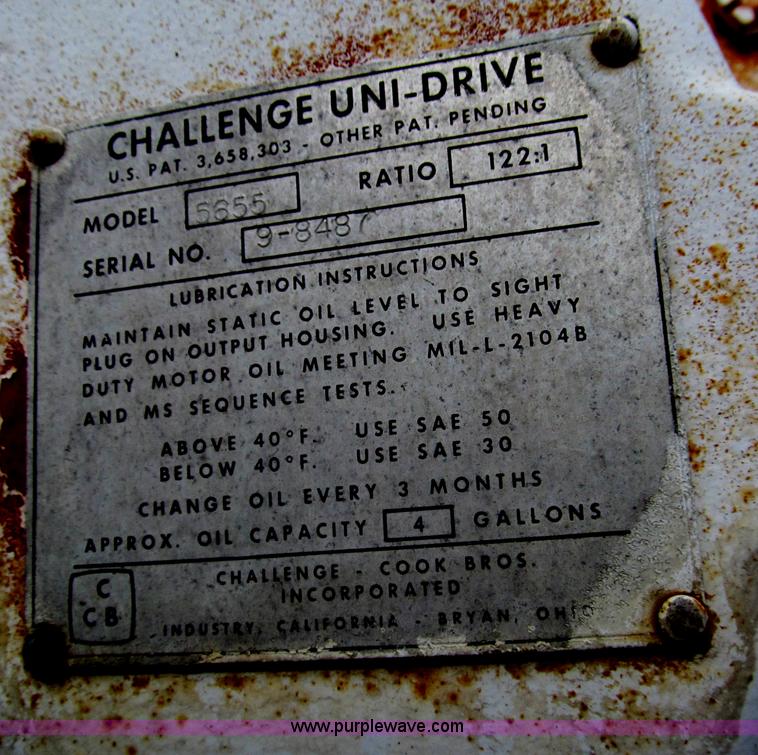 CHALLENGE UNI-DRIVE
U.S. PAT. 3,658,303 - OTHER PAT. PENDING
MODEL 5655 RATIO 122:1
SERIAL NO. 9-8487
LUBRICATION INSTRUCTIONS
MAINTAIN STATIC OIL LEVEL TO SIGHT
PLUG ON OUTPUT HOUSING. USE HEAVY
DUTY MOTOR OIL MEETING MIL-L-2104B
AND MS SEQUENCE TESTS.
ABOVE 40°F. USE SAE 50
BELOW 40°F. USE SAE 30
CHANGE OIL EVERY 3 MONTHS
APPROX. OIL CAPACITY 4 GALLONS
C
CB
CHALLENGE - COOK BROS.
INCORPORATED
INDUSTRY, CALIFORNIA - BRYAN, OHIO
www.purplewave.com